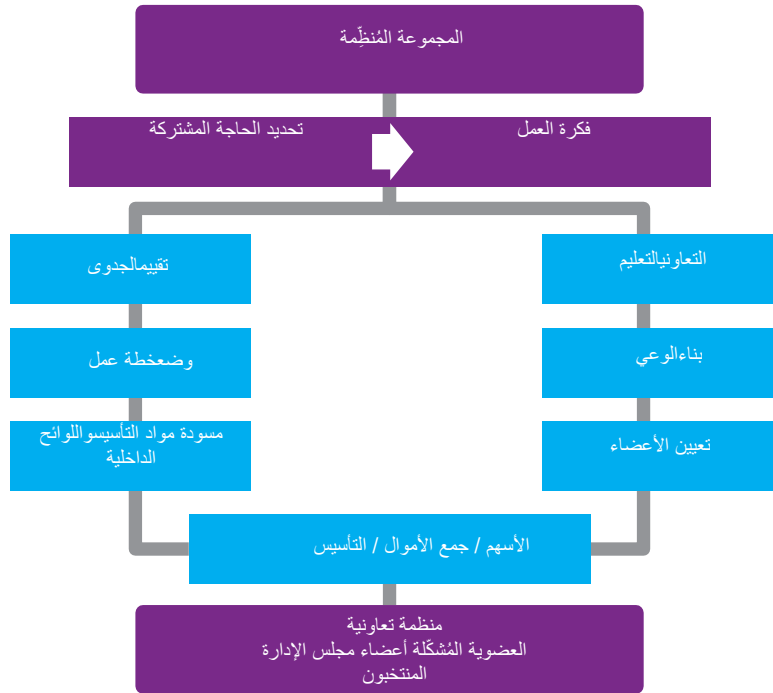 المجموعة المُنظِّمة
تحديد الحاجة المشتركة
فكرة العمل
تقييمالجدوى
التعاونيالتعليم
وضعخطة عمل
بناءالوعي
مسودة مواد التأسيسواللوائح
الداخلية
تعيين الأعضاء
الأسهم / جمع الأموال / التأسيس
منظمة تعاونية
العضوية المُشكّلة أعضاء مجلس الإدارة
المنتخبون